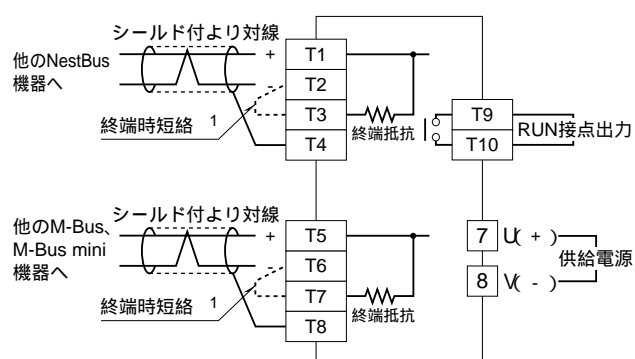 シールド付より対線
他のNestBus
機器へ
+
T1
T2
T3
T4
終端時短絡 1
終端抵抗
T9
T10
RUN接点出力
シールド付より対線
他のM-Bus、
M-Bus mini
機器へ
+
T5
T6
T7
T8
終端時短絡 1
終端抵抗
7 U( + )
8 V( - )
供給電源